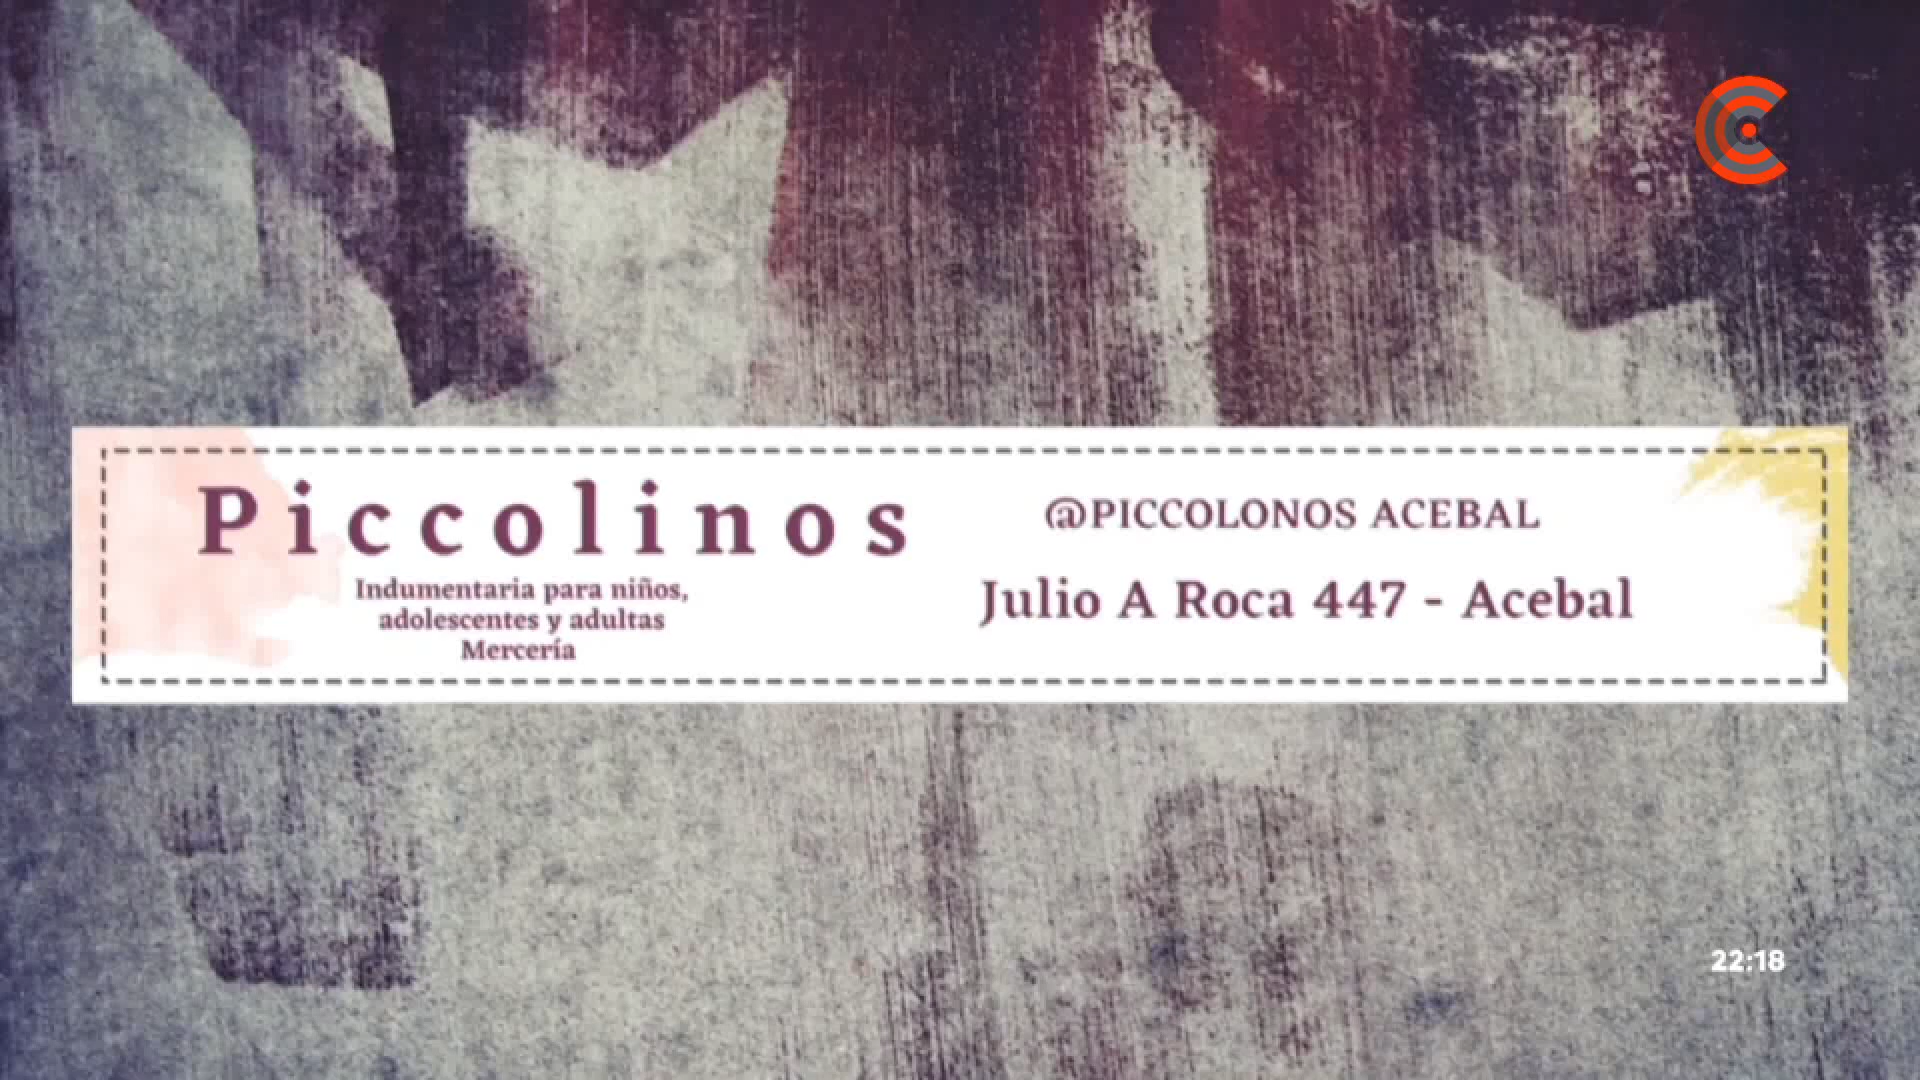 Piccolinos
Indumentaria para niños,
adolescentes y adultas
Mercería
@PICCOLONOS ACEBAL
Julio A Roca 447 - Acebal
22:18